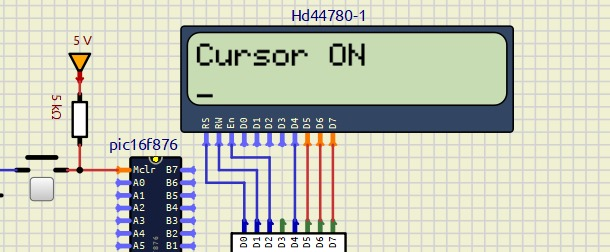 Hd44780-1
5 V
Cursor ON
_
5 kΩ
RS RW En D0 D1 D2 D3 D4 D5 D6 D7
pic16f876
Mclr B7
A0 B6
A1 B5
A2 B4
A3 B3
A4 B2
A5 B1
876
D0 D1 D2 D3 D4 D5 D6 D7